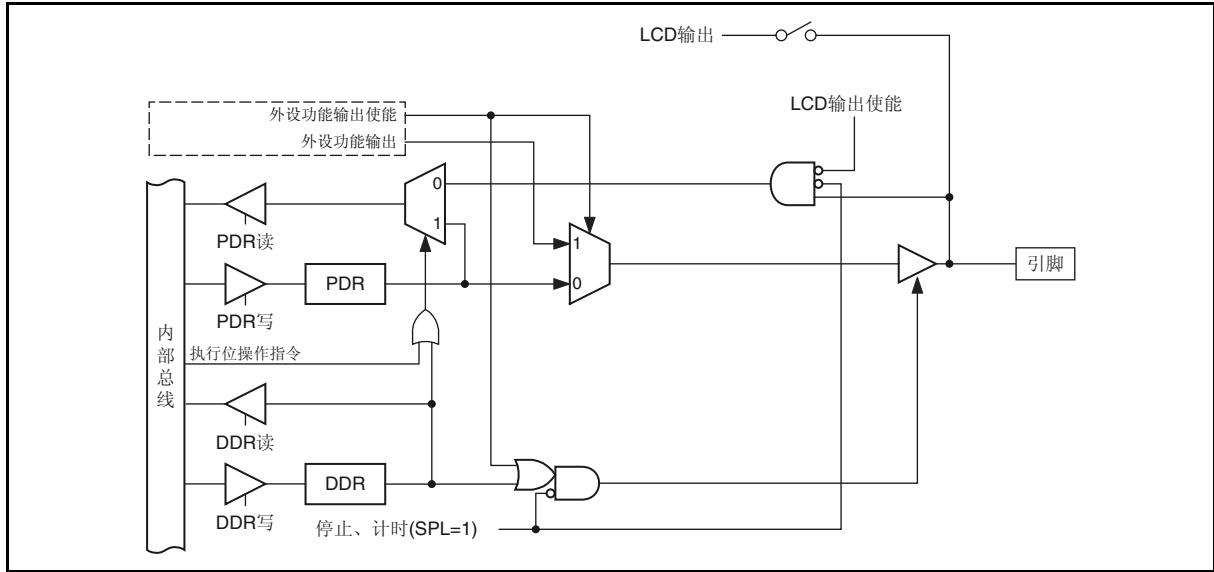 LCD输出
LCD输出使能
外设功能输出使能
外设功能输出
0
1
PDR读
1
0
引脚
PDR
PDR写
内部总线
执行位操作指令
DDR读
DDR
DDR写
停止、计时(SPL=1)